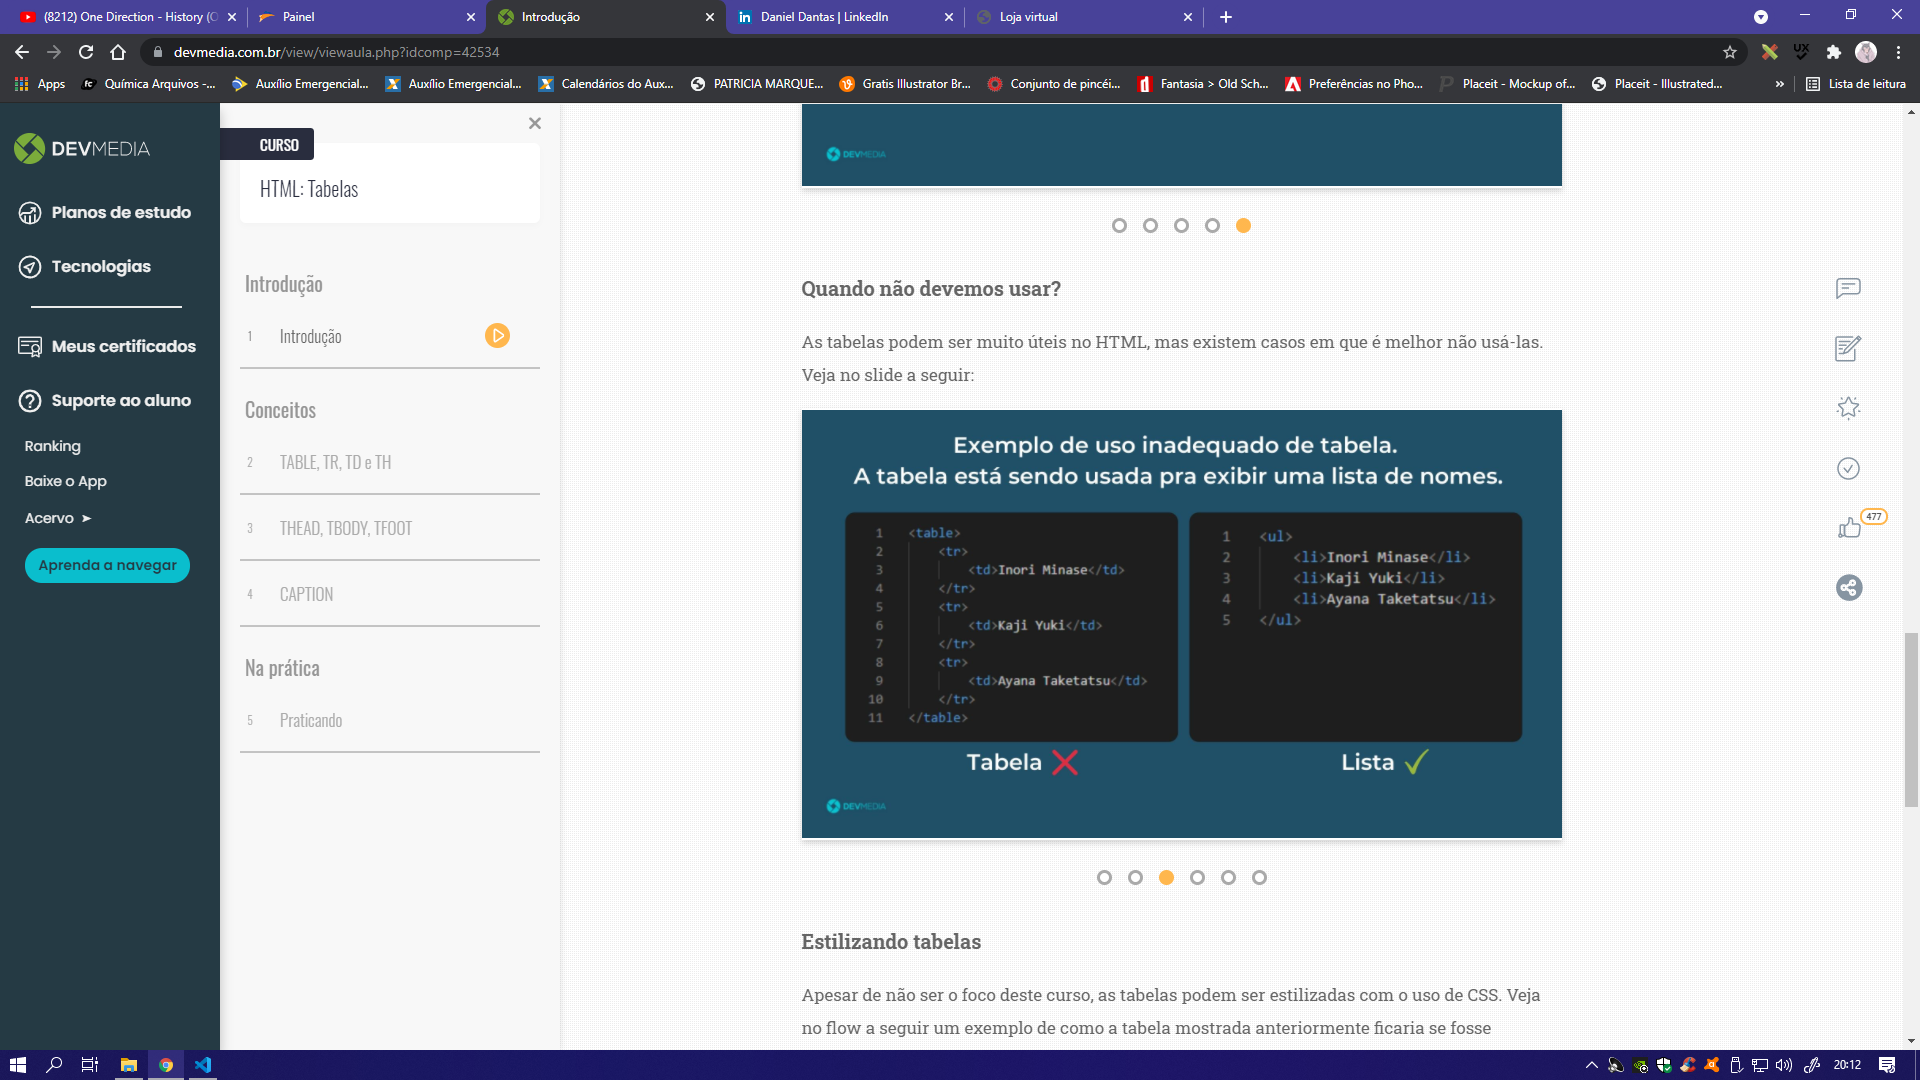 (8212) One Direction - History (O
Painel
Introdução
Daniel Dantas | LinkedIn
Loja virtual
devmedia.com.br/view/viewaula.php?idcomp=42534
Apps
Química Arquivos -...
Auxílio Emergencial...
Auxílio Emergencial...
Calendários do Aux...
PATRICIA MARQUE...
Gratis Illustrator Br...
Conjunto de pincéi...
Fantasia > Old Sch...
Preferências no Pho...
Placeit - Mockup of...
Placeit - Illustrated...
»
Lista de leitura
DEVMEDIA
Planos de estudo
Tecnologias
Meus certificados
Suporte ao aluno
Ranking
Baixe o App
Acervo ➤
Aprenda a navegar
CURSO
HTML: Tabelas
Introdução
1 Introdução
Conceitos
2 TABLE, TR, TD e TH
3 THEAD, TBODY, TFOOT
4 CAPTION
Na prática
5 Praticando
DEVMEDIA
Quando não devemos usar?
As tabelas podem ser muito úteis no HTML, mas existem casos em que é melhor não usá-las.
Veja no slide a seguir:
Exemplo de uso inadequado de tabela.
A tabela está sendo usada pra exibir uma lista de nomes.
1 <table>
2 <tr>
3 <td>Inori Minase</td>
4 </tr>
5 <tr>
6 <td>Kaji Yuki</td>
7 </tr>
8 <tr>
9 <td>Ayana Taketatsu</td>
10 </tr>
11 </table>
Tabela ❌
1 <ul>
2 <li>Inori Minase</li>
3 <li>Kaji Yuki</li>
4 <li>Ayana Taketatsu</li>
5 </ul>
Lista ✓
DEVMEDIA
Estilizando tabelas
Apesar de não ser o foco deste curso, as tabelas podem ser estilizadas com o uso de CSS. Veja
no flow a seguir um exemplo de como a tabela mostrada anteriormente ficaria se fosse
477
20:12